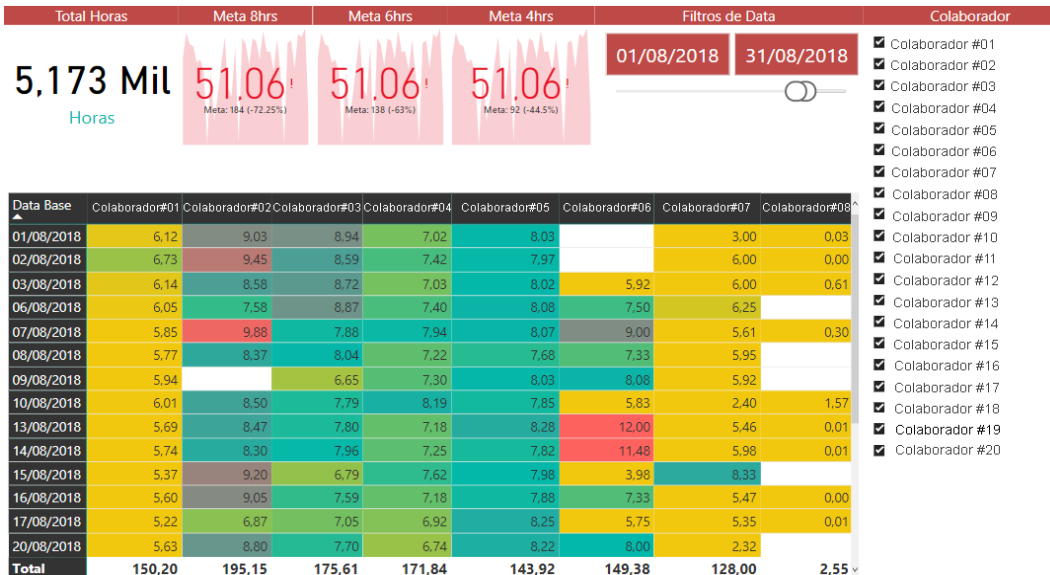 Total Horas Meta 8hrs Meta 6hrs Meta 4hrs Filtros de Data Colaborador
5,173 Mil
Horas
51,06!
Meta: 184 (-72.25%)
51,06!
Meta: 138 (-63%)
51,06!
Meta: 92 (-44.5%)
01/08/2018 31/08/2018
Colaborador #01
Colaborador #02
Colaborador #03
Colaborador #04
Colaborador #05
Colaborador #06
Colaborador #07
Colaborador #08
Colaborador #09
Colaborador #10
Colaborador #11
Colaborador #12
Colaborador #13
Colaborador #14
Colaborador #15
Colaborador #16
Colaborador #17
Colaborador #18
Colaborador #19
Colaborador #20
Data Base Colaborador#01 Colaborador#02 Colaborador#03 Colaborador#04 Colaborador#05 Colaborador#06 Colaborador#07 Colaborador#08
01/08/2018 6,12 9,03 8,94 7,02 8,03 3,00 0,03
02/08/2018 6,73 9,45 8,59 7,42 7,97 6,00 0,00
03/08/2018 6,14 8,58 8,72 7,03 8,02 5,92 6,00 0,61
06/08/2018 6,05 7,58 8,87 7,40 8,08 7,50 6,25
07/08/2018 5,85 9,88 7,88 7,94 8,07 9,00 5,61 0,30
08/08/2018 5,77 8,37 8,04 7,22 7,68 7,33 5,95
09/08/2018 5,94 6,65 7,30 8,03 8,08 5,92
10/08/2018 6,01 8,50 7,79 8,19 7,85 5,83 2,40 1,57
13/08/2018 5,69 8,47 7,80 7,18 8,28 12,00 5,46 0,01
14/08/2018 5,74 8,30 7,96 7,25 7,82 11,48 5,98 0,01
15/08/2018 5,37 9,20 6,79 7,62 7,98 3,98 8,33
16/08/2018 5,60 9,05 7,59 7,18 7,88 7,33 5,47 0,00
17/08/2018 5,22 6,87 7,05 6,92 8,25 5,75 5,35 0,01
20/08/2018 5,63 8,80 7,70 6,74 8,22 8,00 2,32
Total 150,20 195,15 175,61 171,84 143,92 149,38 128,00 2,55